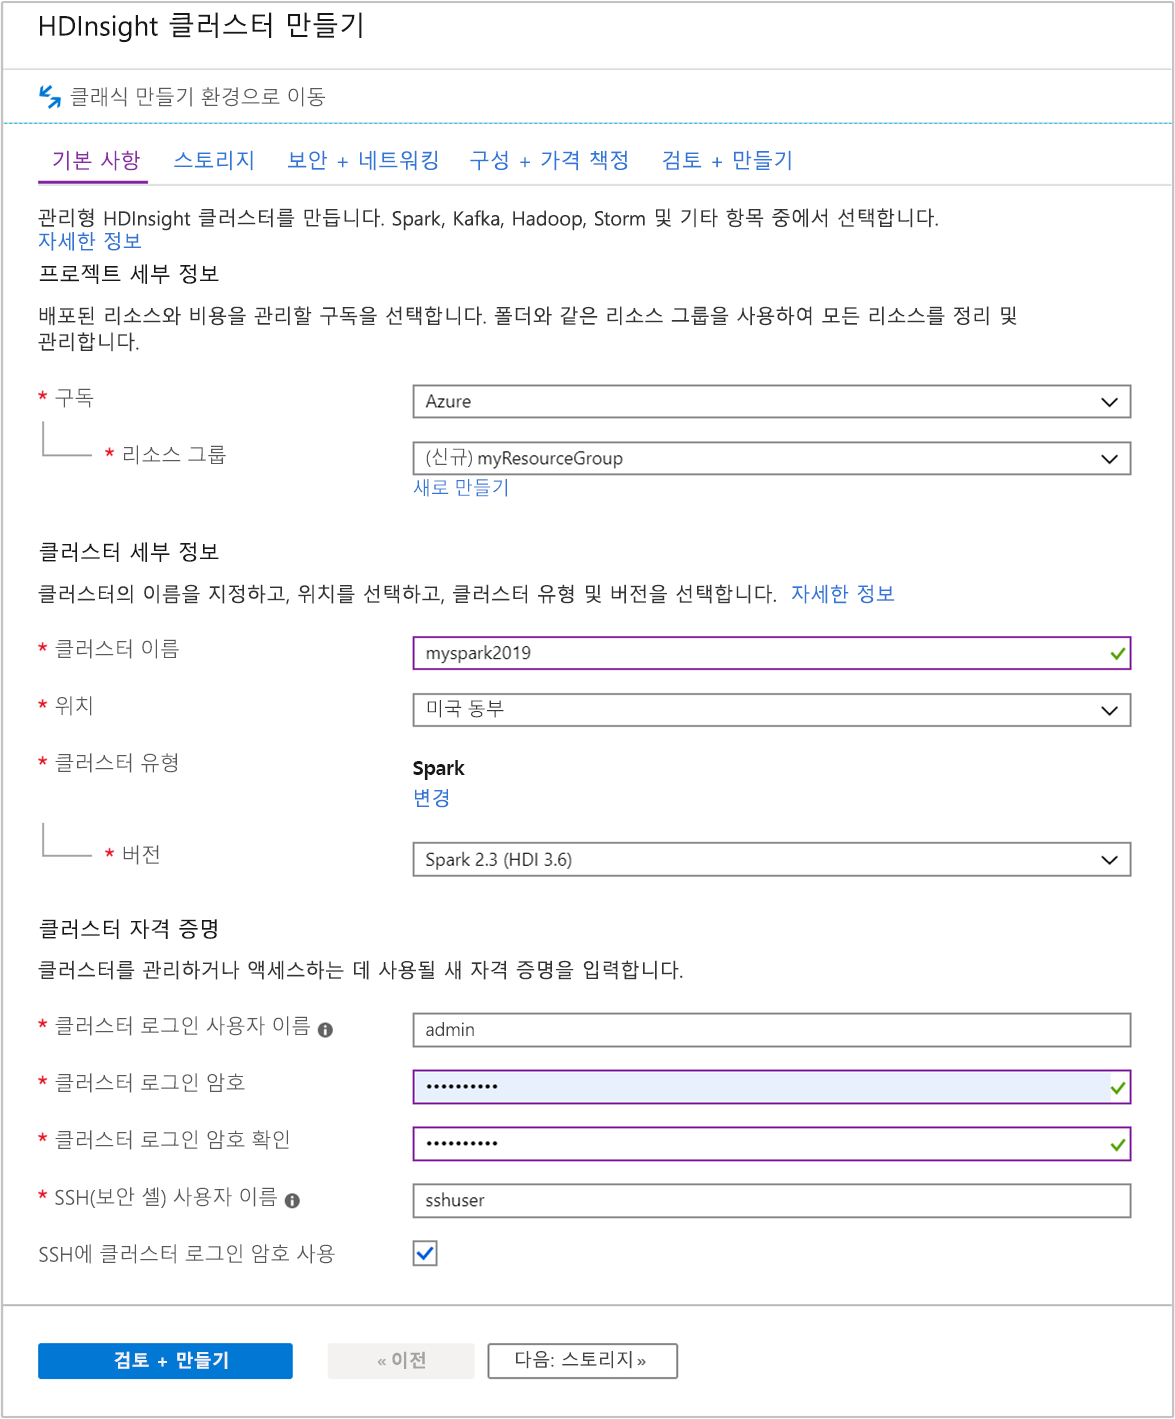 HDInsight 클러스터 만들기
클래식 만들기 환경으로 이동
기본 사항 스토리지 보안 + 네트워킹 구성 + 가격 책정 검토 + 만들기
관리형 HDInsight 클러스터를 만듭니다. Spark, Kafka, Hadoop, Storm 및 기타 항목 중에서 선택합니다.
자세한 정보
프로젝트 세부 정보
배포된 리소스와 비용을 관리할 구독을 선택합니다. 폴더와 같은 리소스 그룹을 사용하여 모든 리소스를 정리 및
관리합니다.
* 구독 Azure
* 리소스 그룹 (신규) myResourceGroup
새로 만들기
클러스터 세부 정보
클러스터의 이름을 지정하고, 위치를 선택하고, 클러스터 유형 및 버전을 선택합니다. 자세한 정보
* 클러스터 이름 myspark2019
* 위치 미국 동부
* 클러스터 유형 Spark
변경
* 버전 Spark 2.3 (HDI 3.6)
클러스터 자격 증명
클러스터를 관리하거나 액세스하는 데 사용될 새 자격 증명을 입력합니다.
* 클러스터 로그인 사용자 이름 admin
* 클러스터 로그인 암호 ••••••••••
* 클러스터 로그인 암호 확인 ••••••••••
* SSH(보안 셸) 사용자 이름 sshuser
SSH에 클러스터 로그인 암호 사용
검토 + 만들기 « 이전 다음: 스토리지 »